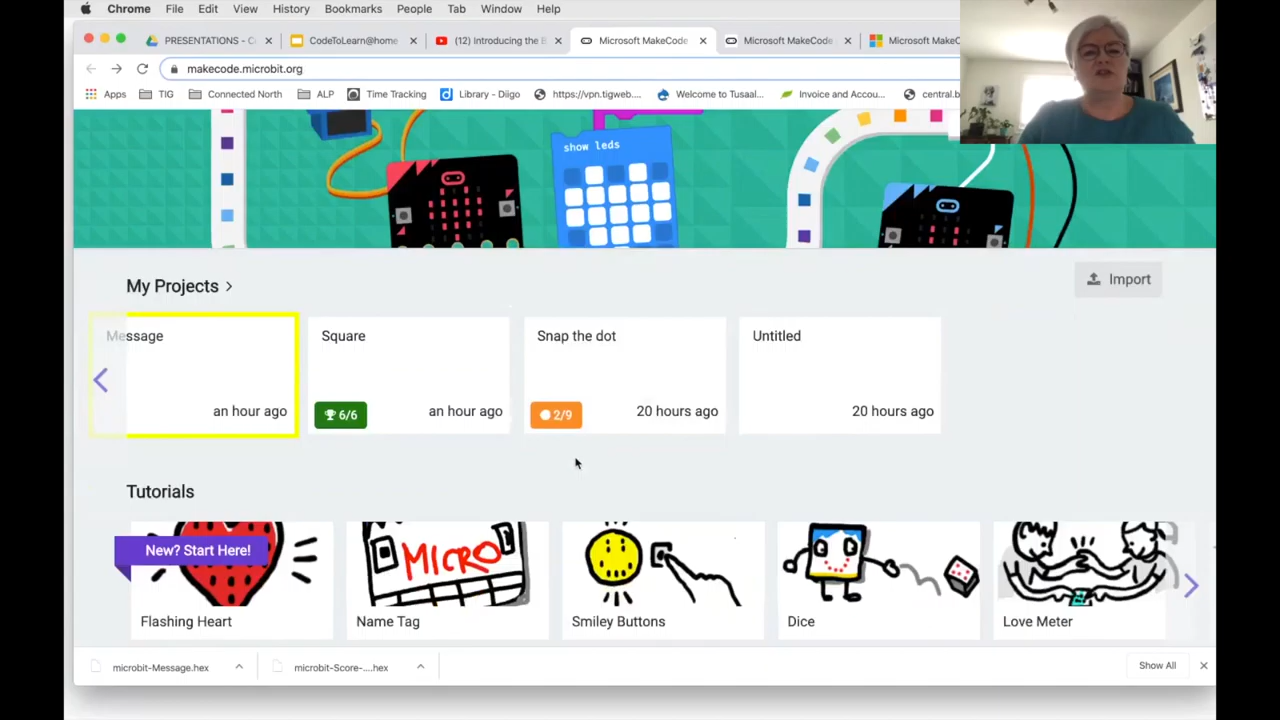 Chrome File Edit View History Bookmarks People Tab Window Help
PRESENTATIONS - C CodeToLearn@home (12) Introducing the B Microsoft MakeCode Microsoft MakeCode Microsoft MakeC
makecode.microbit.org
Apps TIG Connected North ALP Time Tracking Library - Diigo https://vpn.tigweb.... Welcome to Tusaal... Invoice and Accou... central.b
show leds
My Projects
Import
Message Square Snap the dot Untitled
an hour ago 6/6 an hour ago 2/9 20 hours ago 20 hours ago
Tutorials
New? Start Here!
MICRO
Flashing Heart Name Tag Smiley Buttons Dice Love Meter
microbit-Message.hex microbit-Score-....hex Show All